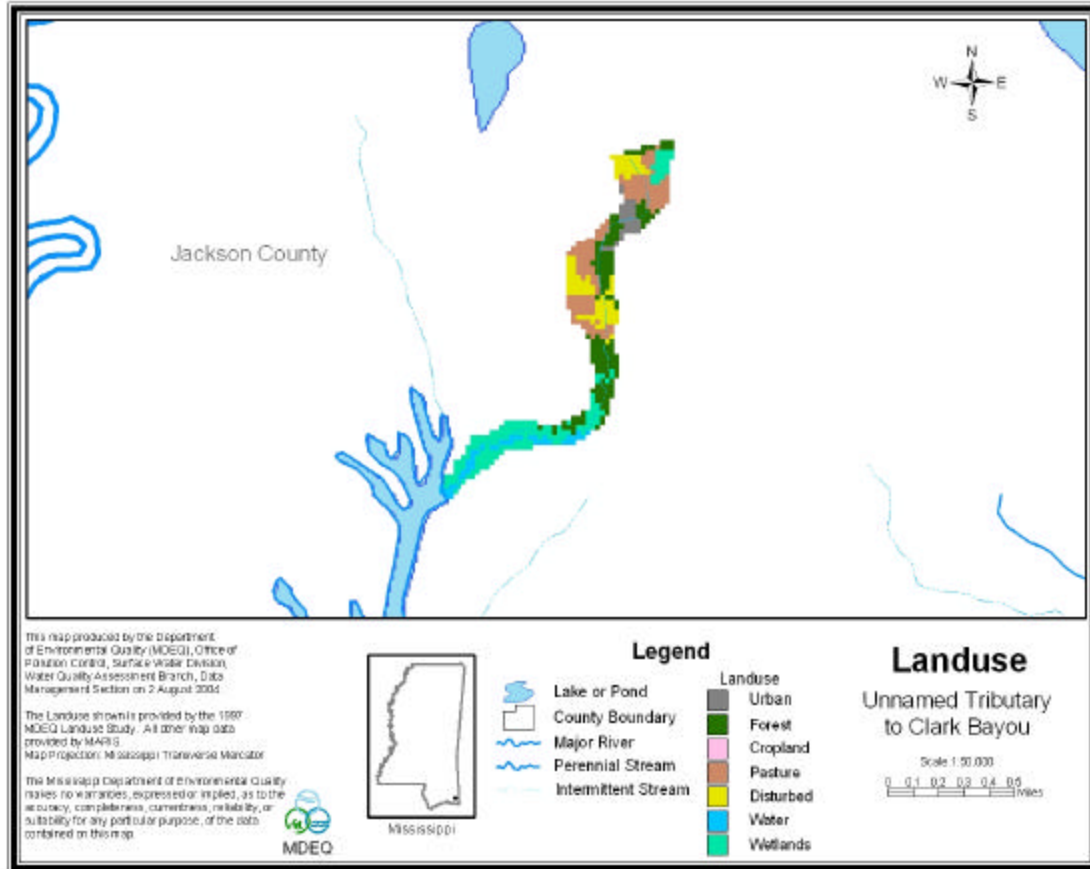 N
W E
S
Jackson County
This map produced by the Department
of Environmental Quality (MDEQ), Office of
Pollution Control, Surface Water Division,
Water Quality Assessment Branch, Data
Management Section on 2 August 2004
The Landuse shown is provided by the 1997
MDEQ Landuse Study. All other map data
provided by MARIS.
Map Projection: Mississippi Transverse Mercator
The Mississippi Department of Environmental Quality
makes no warranties, expressed or implied, as to the
accuracy, completeness, currentness, reliability, or
suitability for any particular purpose, of the data
contained on this map.
MDEQ
Mississippi
Legend
Lake or Pond
County Boundary
Major River
Perennial Stream
Intermittent Stream
Landuse
Urban
Forest
Cropland
Pasture
Disturbed
Water
Wetlands
Landuse
Unnamed Tributary
to Clark Bayou
Scale 1:50,000
0 0.1 0.2 0.3 0.4 0.5
Miles